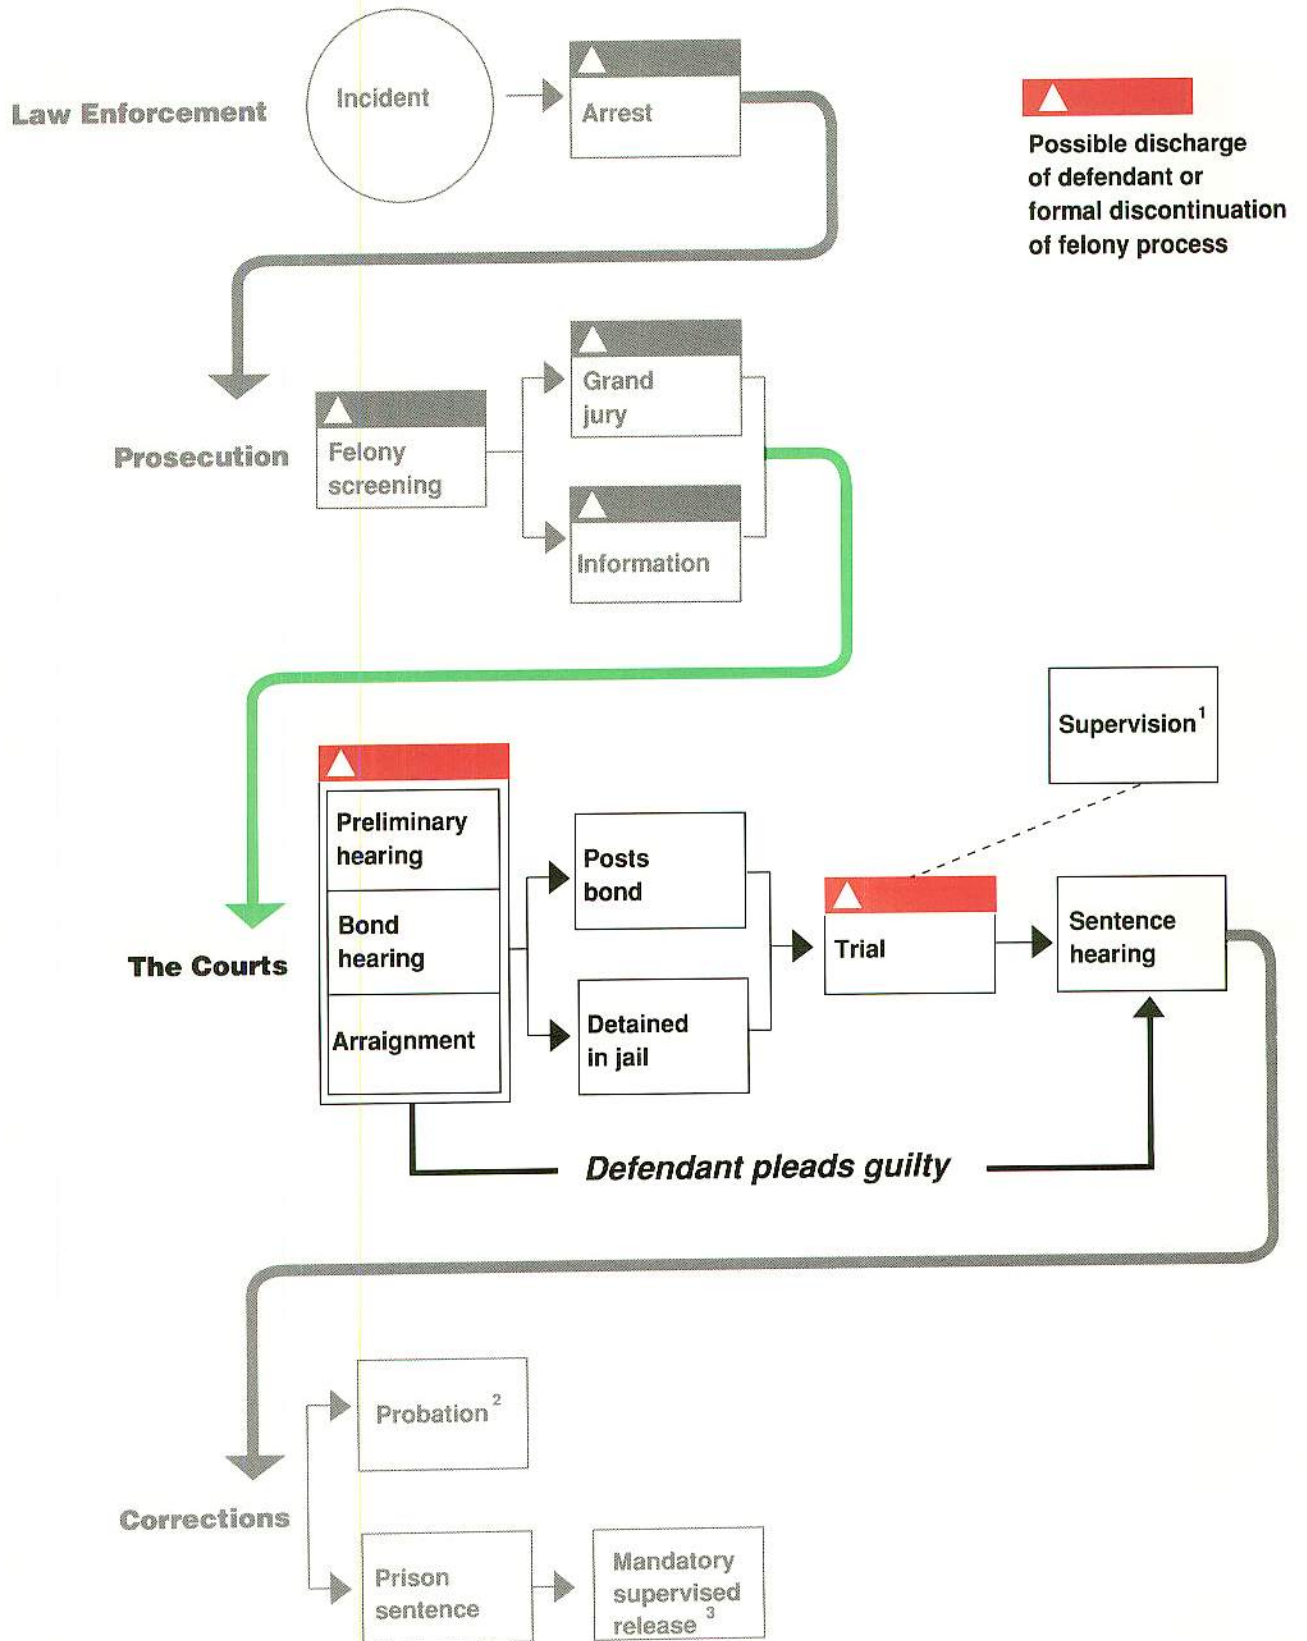 Law Enforcement
Incident
Arrest
Possible discharge
of defendant or
formal discontinuation
of felony process
Prosecution
Felony
screening
Grand
jury
Information
Supervision¹
The Courts
Preliminary
hearing
Bond
hearing
Arraignment
Posts
bond
Detained
in jail
Trial
Sentence
hearing
Defendant pleads guilty
Corrections
Probation²
Prison
sentence
Mandatory
supervised
release³